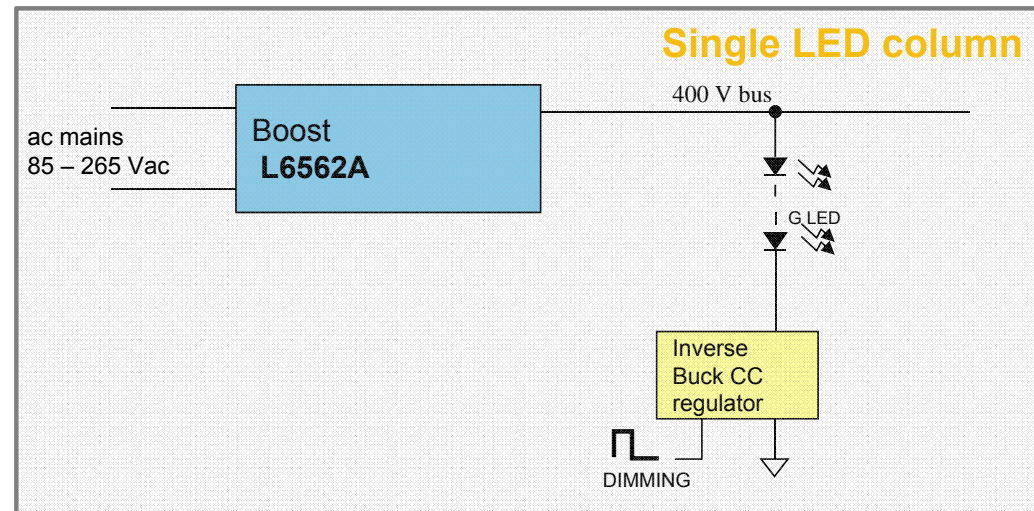 Single LED column
400 V bus
ac mains
85 – 265 Vac
Boost
L6562A
G LED
Inverse
Buck CC
regulator
DIMMING